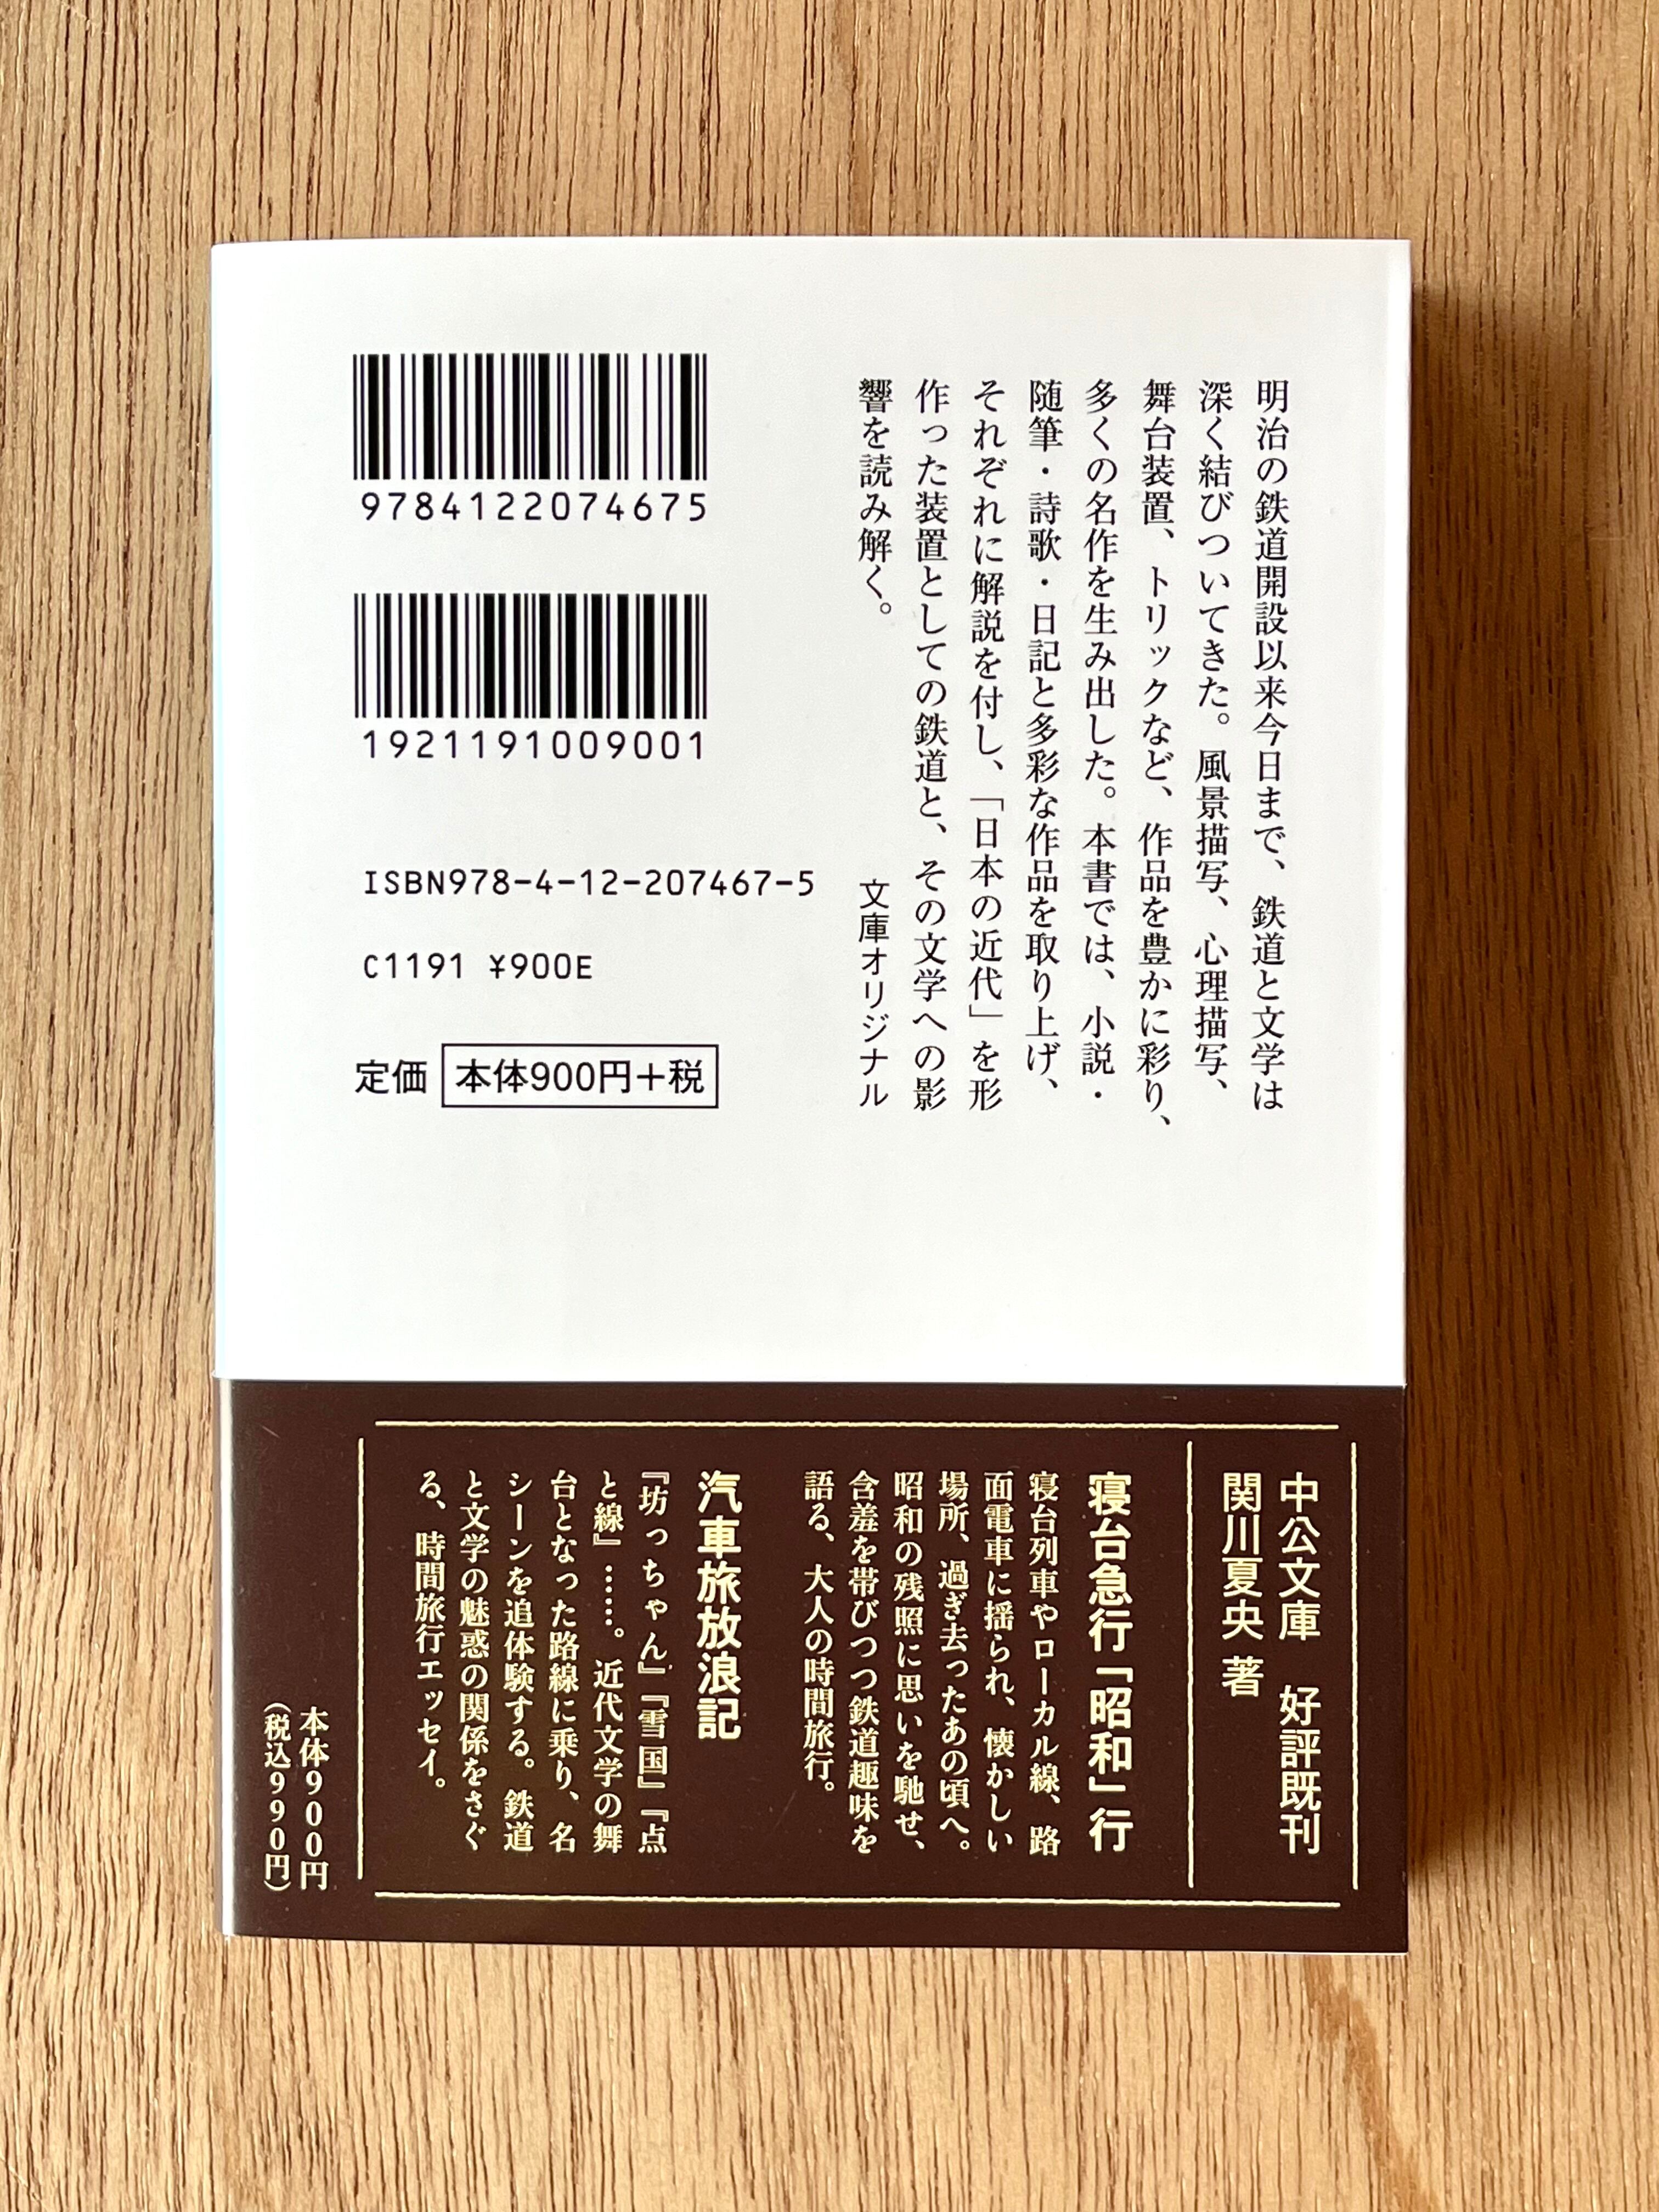 明治の鉄道開設以来今日まで、鉄道と文学は
深く結びついてきた。風景描写、心理描写、
舞台装置、トリックなど、作品を豊かに彩り、
多くの名作を生み出した。本書では、小説・
随筆・詩歌・日記と多彩な作品を取り上げ、
それぞれに解説を付し、「日本の近代」を形
作った装置としての鉄道と、その文学への影
響を読み解く。
文庫オリジナル
9784122074675
1921191009001
ISBN978-4-12-207467-5
C1191 ¥900E
定価 本体900円+税
中公文庫 好評既刊
関川夏央 著
寝台急行「昭和」行
寝台列車やローカル線、路
面電車に揺られ、懐かしい
場所、過ぎ去ったあの頃へ。
昭和の残照に思いを馳せ、
含羞を帯びつつ鉄道趣味を
語る、大人の時間旅行。
汽車旅放浪記
『坊っちゃん』『雪国』『点
と線』……。近代文学の舞
台となった路線に乗り、名
シーンを追体験する。鉄道
と文学の魅惑の関係をさぐ
る、時間旅行エッセイ。
本体900円
(税込990円)